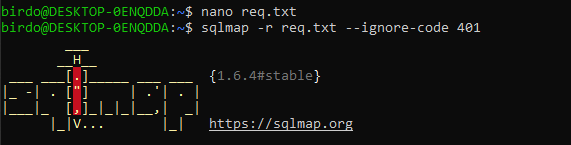 birdo@DESKTOP-0ENQDDA:~$ nano req.txt
birdo@DESKTOP-0ENQDDA:~$ sqlmap -r req.txt --ignore-code 401
        ___
       __H__
 ___ ___[.]_____ ___ ___  {1.6.4#stable}
|_ -| . ["]     | .'| . |
|___|_  [,]_|_|_|__,|  _|
      |_|V...       |_|   https://sqlmap.org